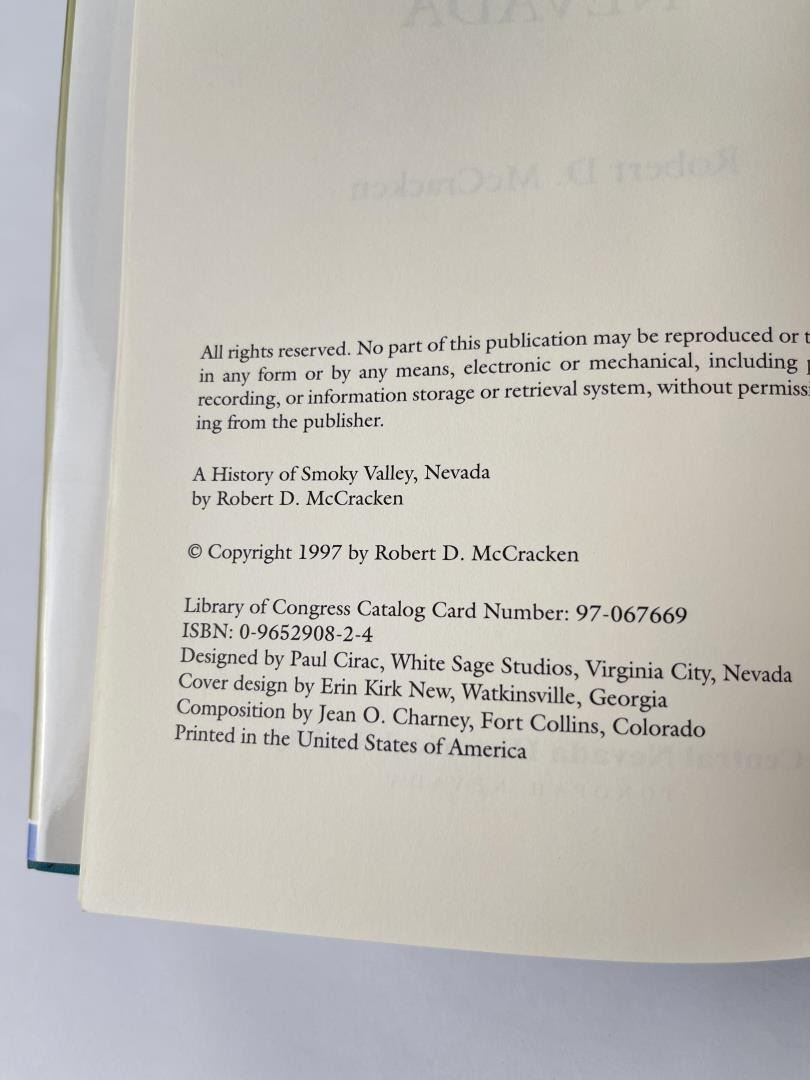 All rights reserved. No part of this publication may be reproduced or t
in any form or by any means, electronic or mechanical, including p
recording, or information storage or retrieval system, without permiss
ing from the publisher.
A History of Smoky Valley, Nevada
by Robert D. McCracken
© Copyright 1997 by Robert D. McCracken
Library of Congress Catalog Card Number: 97-067669
ISBN: 0-9652908-2-4
Designed by Paul Cirac, White Sage Studios, Virginia City, Nevada
Cover design by Erin Kirk New, Watkinsville, Georgia
Composition by Jean O. Charney, Fort Collins, Colorado
Printed in the United States of America